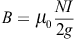 B = μ₀ NI/2g